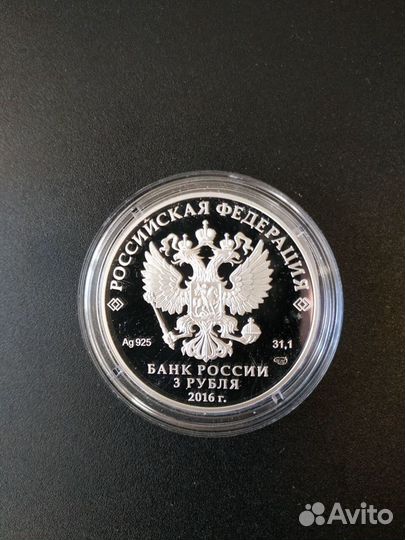 РОССИЙСКАЯ ФЕДЕРАЦИЯ
Ag 925
31,1
БАНК РОССИИ
3 РУБЛЯ
2016 г.
Avito